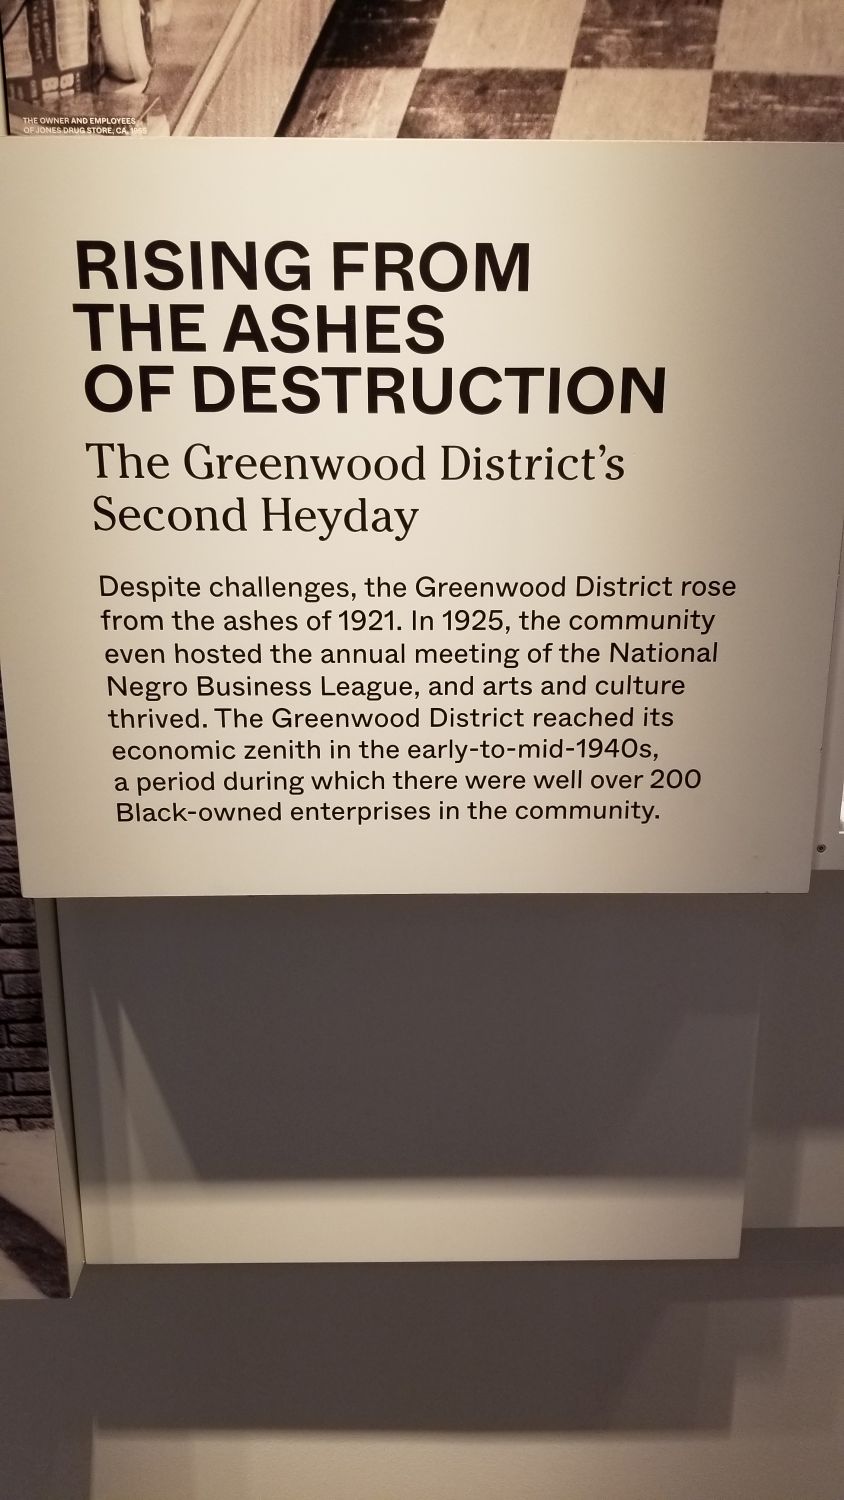 THE OWNER AND EMPLOYEES
OF JONES DRUG STORE, CA.
RISING FROM
THE ASHES
OF DESTRUCTION
The Greenwood District's
Second Heyday
Despite challenges, the Greenwood District rose
from the ashes of 1921. In 1925, the community
even hosted the annual meeting of the National
Negro Business League, and arts and culture
thrived. The Greenwood District reached its
economic zenith in the early-to-mid-1940s,
a period during which there were well over 200
Black-owned enterprises in the community.